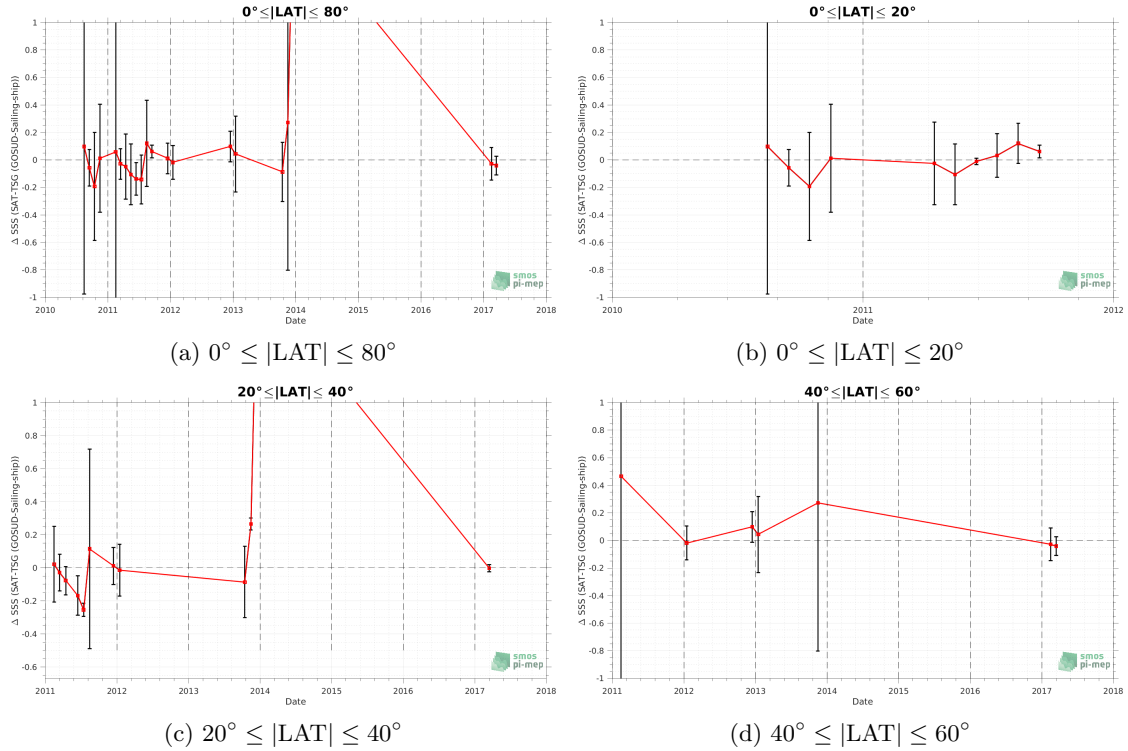 0°≤|LAT|≤ 80°
Δ SSS (SAT-TSG (GOSUD-Sailing-ship))
1
0.8
0.6
0.4
0.2
0
-0.2
-0.4
-0.6
-0.8
-1
2010 2011 2012 2013 2014 2015 2016 2017 2018
Date
smos
pi-mep
(a) 0° ≤ |LAT| ≤ 80°
0°≤|LAT|≤ 20°
Δ SSS (SAT-TSG (GOSUD-Sailing-ship))
1
0.8
0.6
0.4
0.2
0
-0.2
-0.4
-0.6
-0.8
-1
2010 2011 2012
Date
smos
pi-mep
(b) 0° ≤ |LAT| ≤ 20°
20°≤|LAT|≤ 40°
Δ SSS (SAT-TSG (GOSUD-Sailing-ship))
1
0.8
0.6
0.4
0.2
0
-0.2
-0.4
-0.6
2011 2012 2013 2014 2015 2016 2017 2018
Date
smos
pi-mep
(c) 20° ≤ |LAT| ≤ 40°
40°≤|LAT|≤ 60°
Δ SSS (SAT-TSG (GOSUD-Sailing-ship))
1
0.8
0.6
0.4
0.2
0
-0.2
-0.4
-0.6
-0.8
-1
2011 2012 2013 2014 2015 2016 2017 2018
Date
smos
pi-mep
(d) 40° ≤ |LAT| ≤ 60°